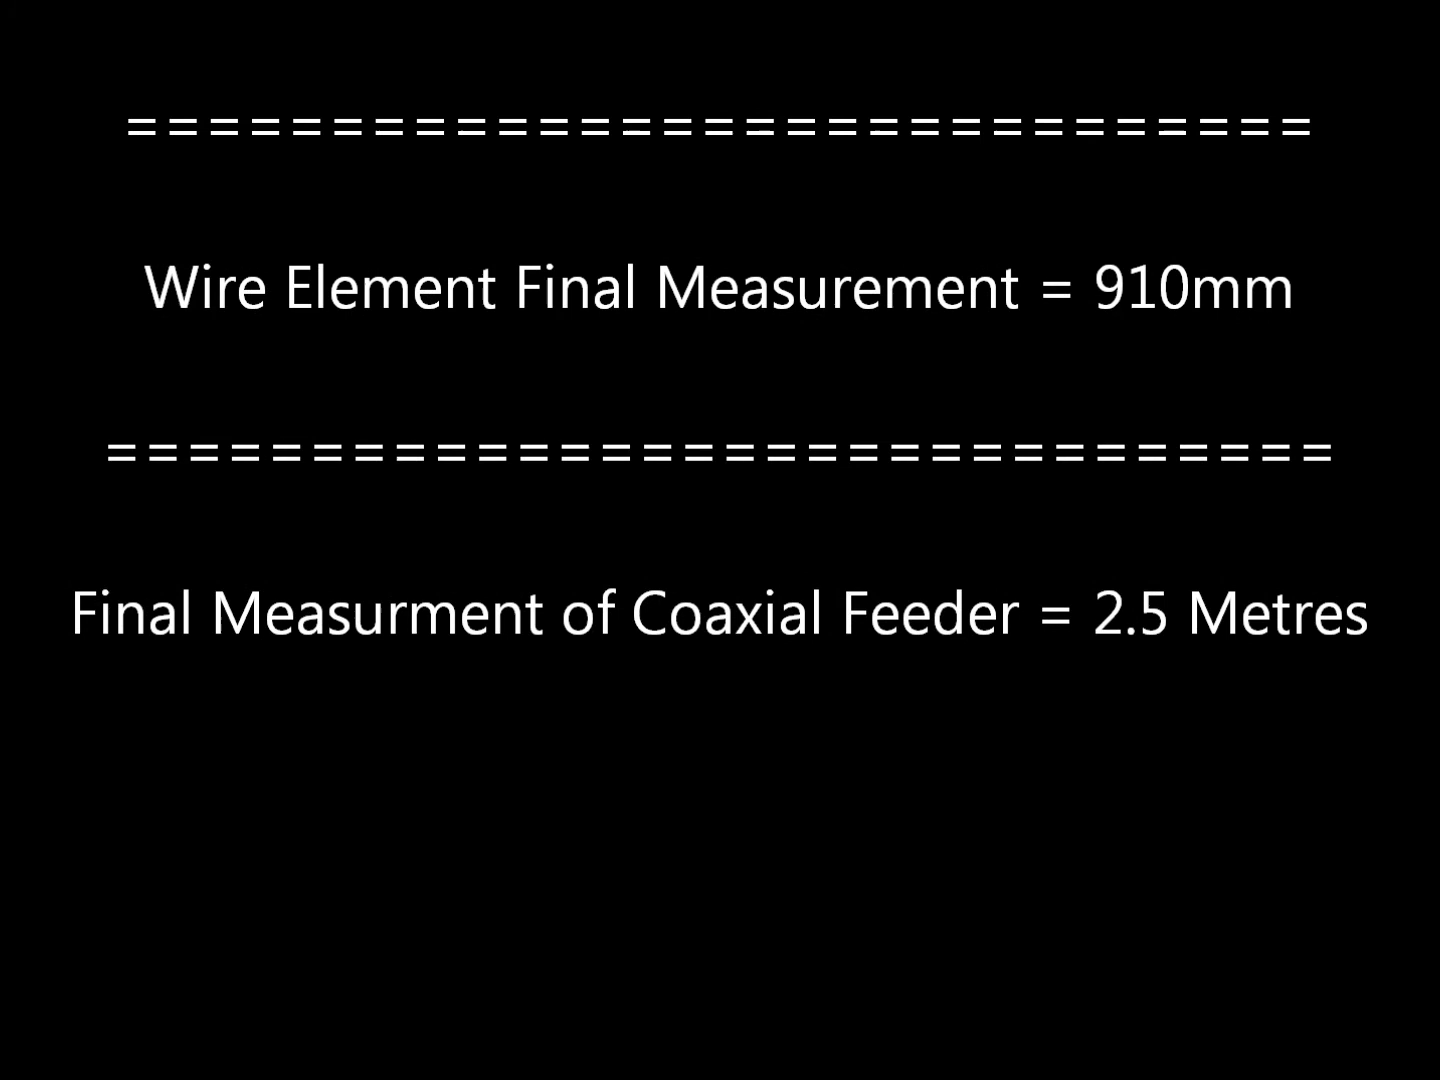 =============================
Wire Element Final Measurement = 910mm
==============================
Final Measurment of Coaxial Feeder = 2.5 Metres